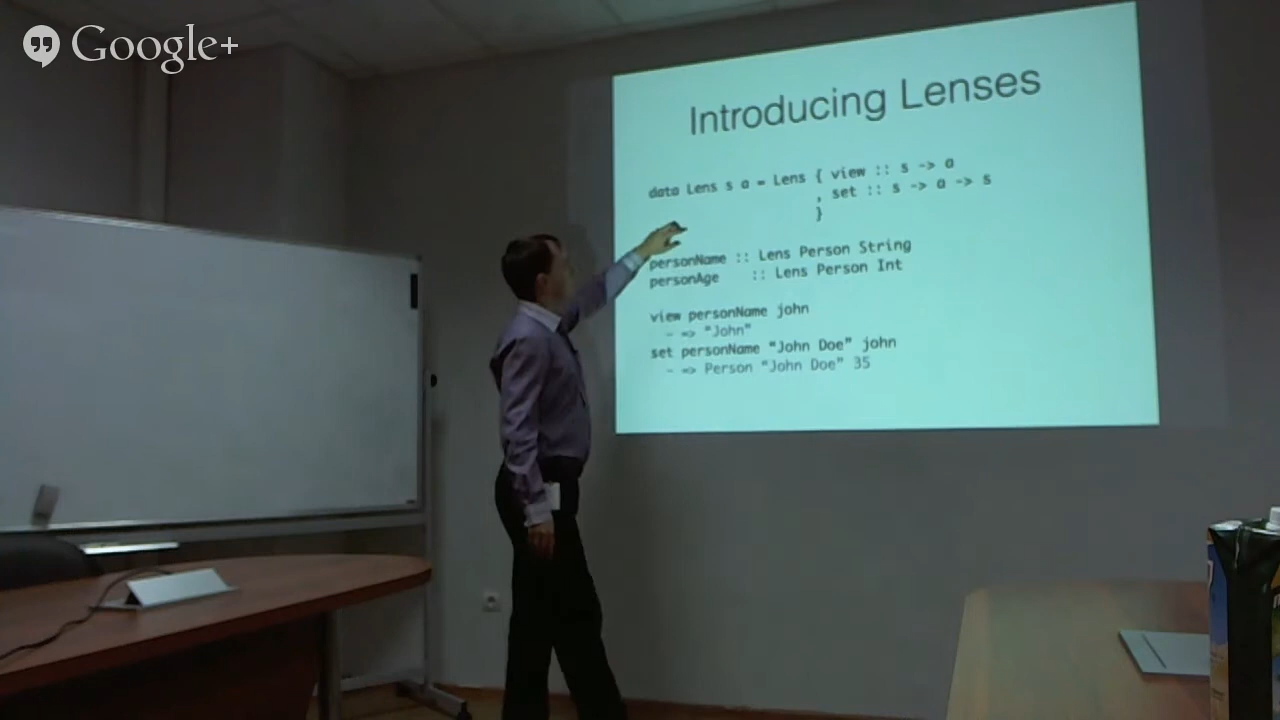 Google+
Introducing Lenses
data Lens s a = Lens { view :: s -> a
, set :: s -> a -> s
}
personName :: Lens Person String
personAge :: Lens Person Int
view personName john
- => “John”
set personName “John Doe” john
- => Person “John Doe” 35